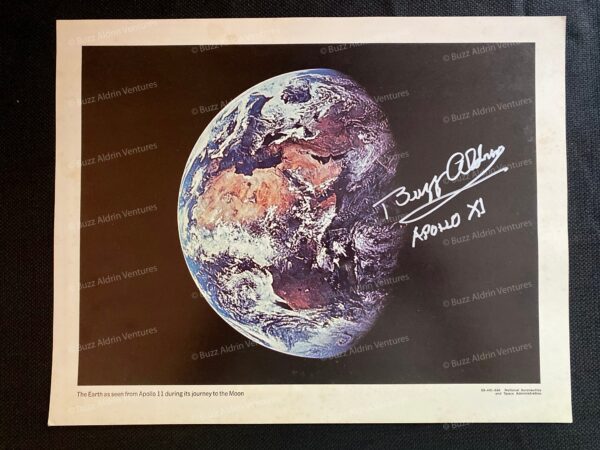 © Buzz Aldrin Ventures
Buzz Aldrin
APOLLO XI
The Earth as seen from Apollo 11 during its journey to the Moon
National Aeronautics
and Space Administration